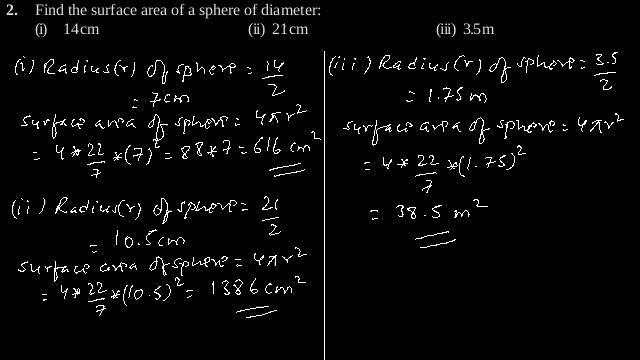 2. Find the surface area of a sphere of diameter:
(i) 14cm (ii) 21cm (iii) 3.5m
(i) Radius(r) of sphere = 14/2
= 7cm
surface area of sphere = 4πr²
= 4*22/7*(7)² = 88*7 = 616 cm²
(ii) Radius(r) of sphere = 21/2
= 10.5cm
surface area of sphere = 4πr²
= 4*22/7*(10.5)² = 1386cm²
(iii) Radius(r) of sphere = 3.5/2
= 1.75m
surface area of sphere = 4πr²
= 4*22/7*(1.75)²
= 38.5 m²